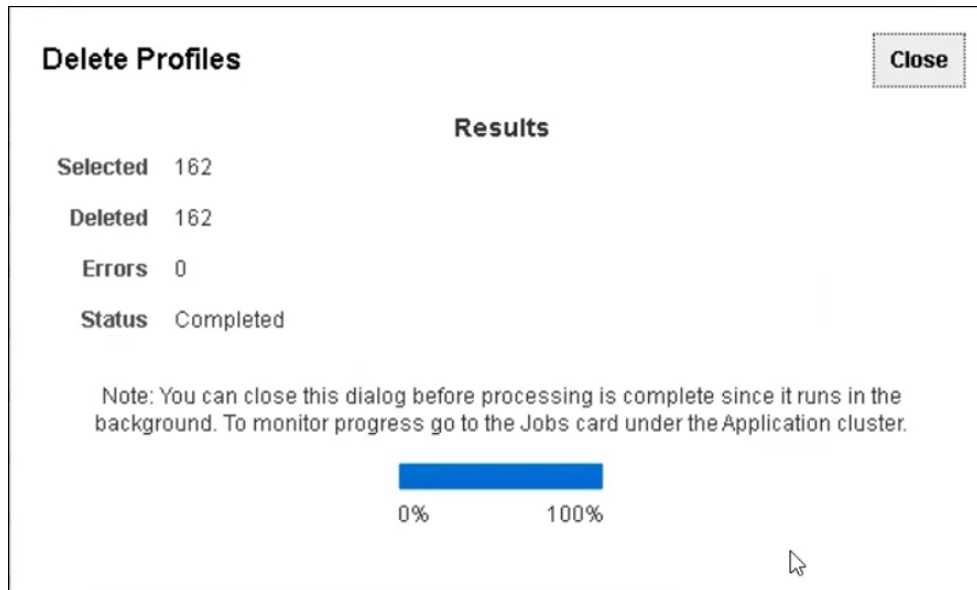 Delete Profiles
Close
Results
Selected 162
Deleted 162
Errors 0
Status Completed
Note: You can close this dialog before processing is complete since it runs in the
background. To monitor progress go to the Jobs card under the Application cluster.
0% 100%